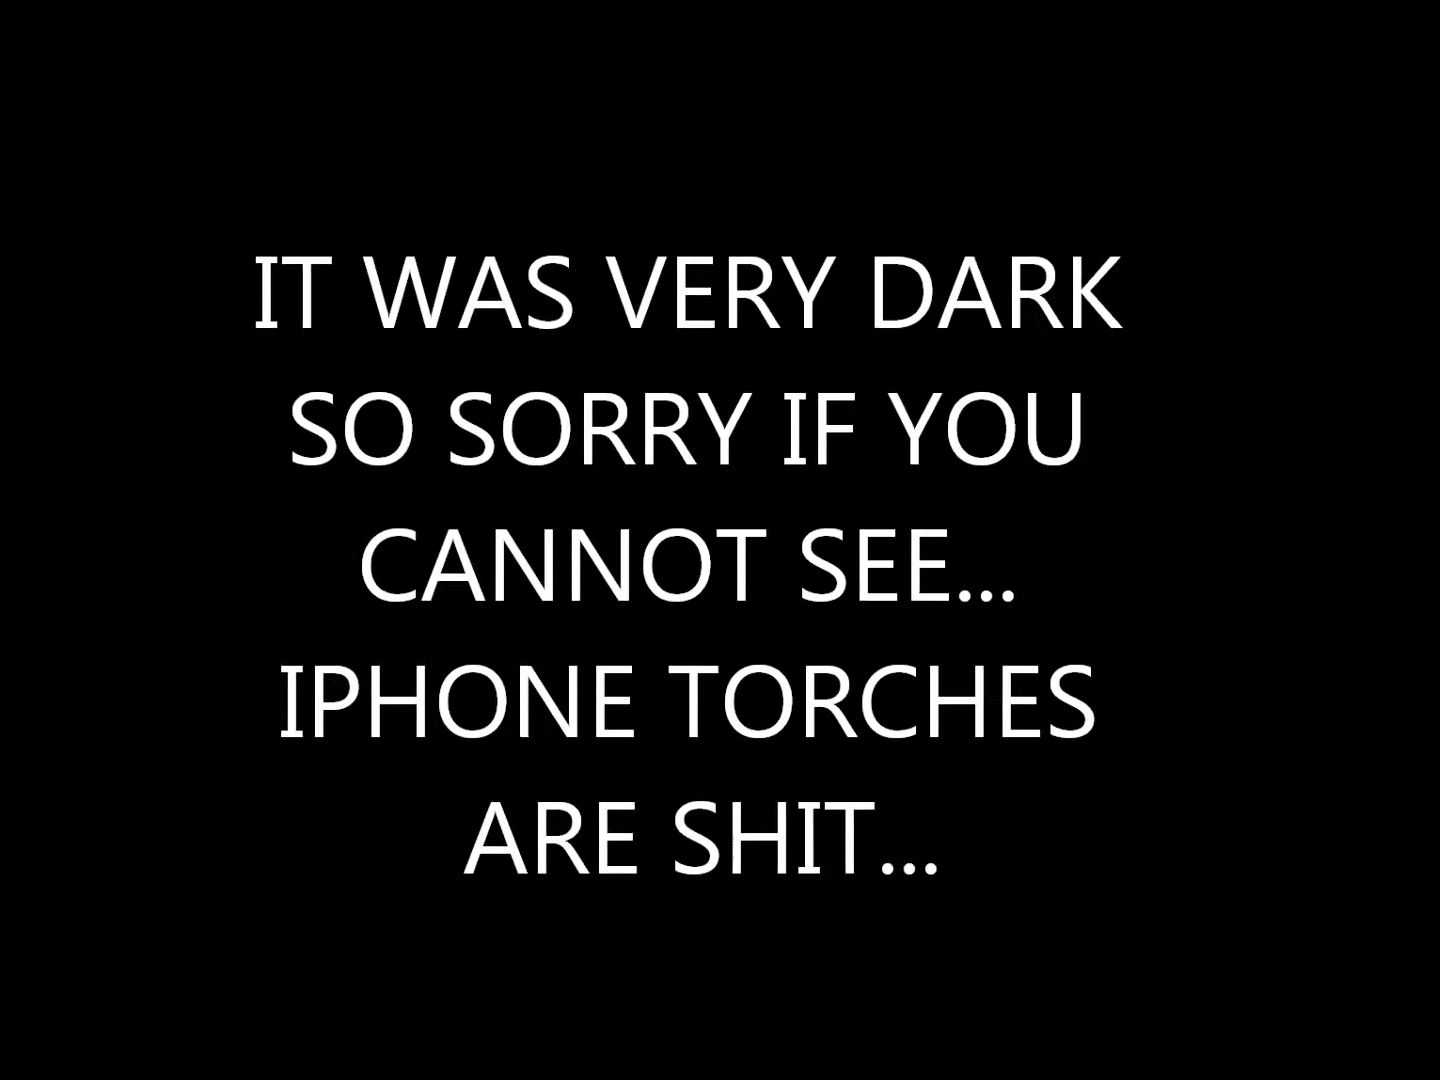 IT WAS VERY DARK
SO SORRY IF YOU
CANNOT SEE...
IPHONE TORCHES
ARE SHIT...